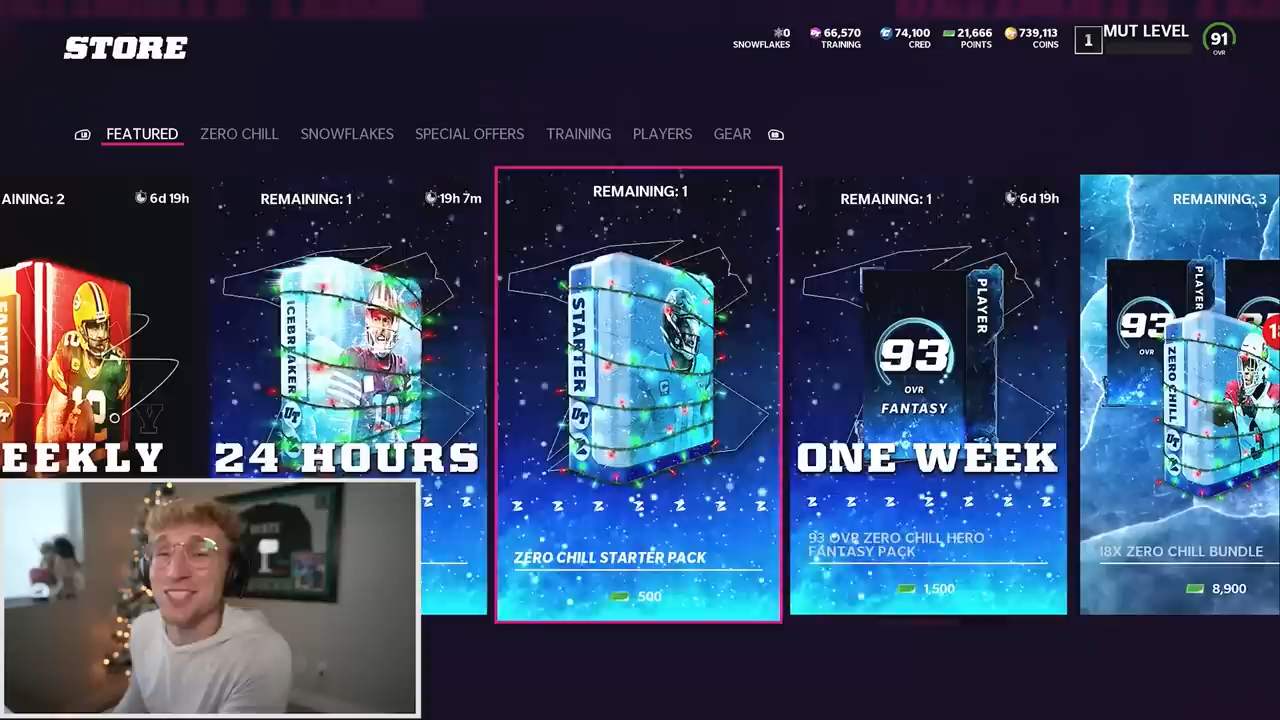 STORE
0
SNOWFLAKES
66,570
TRAINING
74,100
CRED
21,666
POINTS
739,113
COINS
1
MUT LEVEL
91
OVR
FEATURED
ZERO CHILL
SNOWFLAKES
SPECIAL OFFERS
TRAINING
PLAYERS
GEAR
AINING: 2
6d 19h
FANTASY
EEKLY
REMAINING: 1
19h 7m
ICEBREAKER
UT
24 HOURS
REMAINING: 1
STARTER
UT
ZERO CHILL STARTER PACK
500
REMAINING: 1
6d 19h
PLAYER
93
OVR
FANTASY
ONE WEEK
93 OVR ZERO CHILL HERO
FANTASY PACK
1,500
REMAINING: 3
PLAYER
93
OVR
ZERO CHILL
UT
18X ZERO CHILL BUNDLE
8,900